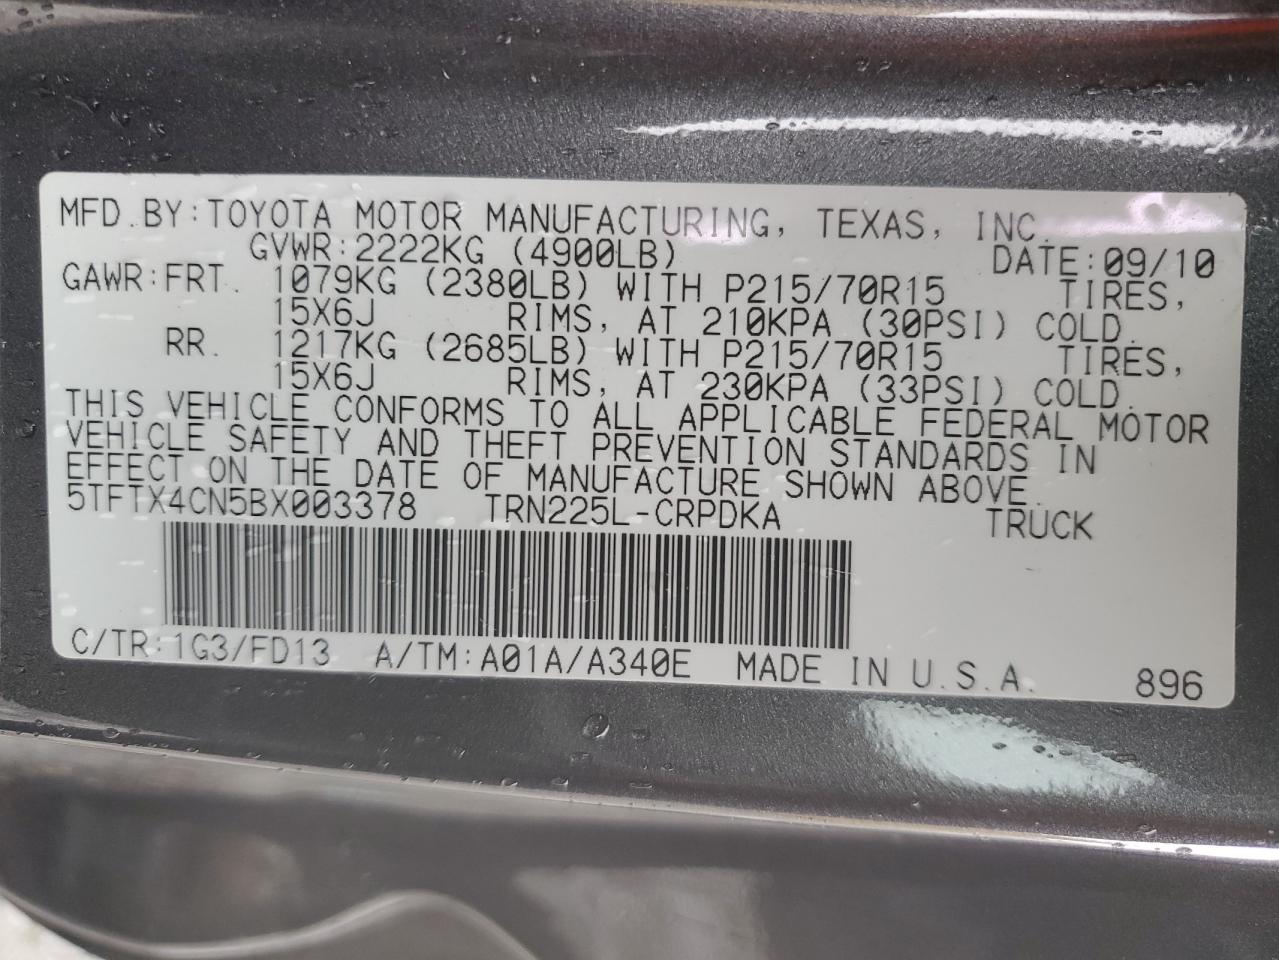 MFD.BY:TOYOTA MOTOR MANUFACTURING, TEXAS, INC.
GVWR:2222KG (4900LB) DATE:09/10
GAWR:FRT. 1079KG (2380LB) WITH P215/70R15 TIRES,
15X6J RIMS, AT 210KPA (30PSI) COLD.
RR. 1217KG (2685LB) WITH P215/70R15 TIRES,
15X6J RIMS, AT 230KPA (33PSI) COLD.
THIS VEHICLE CONFORMS TO ALL APPLICABLE FEDERAL MOTOR
VEHICLE SAFETY AND THEFT PREVENTION STANDARDS IN
EFFECT ON THE DATE OF MANUFACTURE SHOWN ABOVE.
5TFTX4CN5BX003378 TRN225L-CRPDKA TRUCK
C/TR:1G3/FD13 A/TM:A01A/A340E MADE IN U.S.A. 896